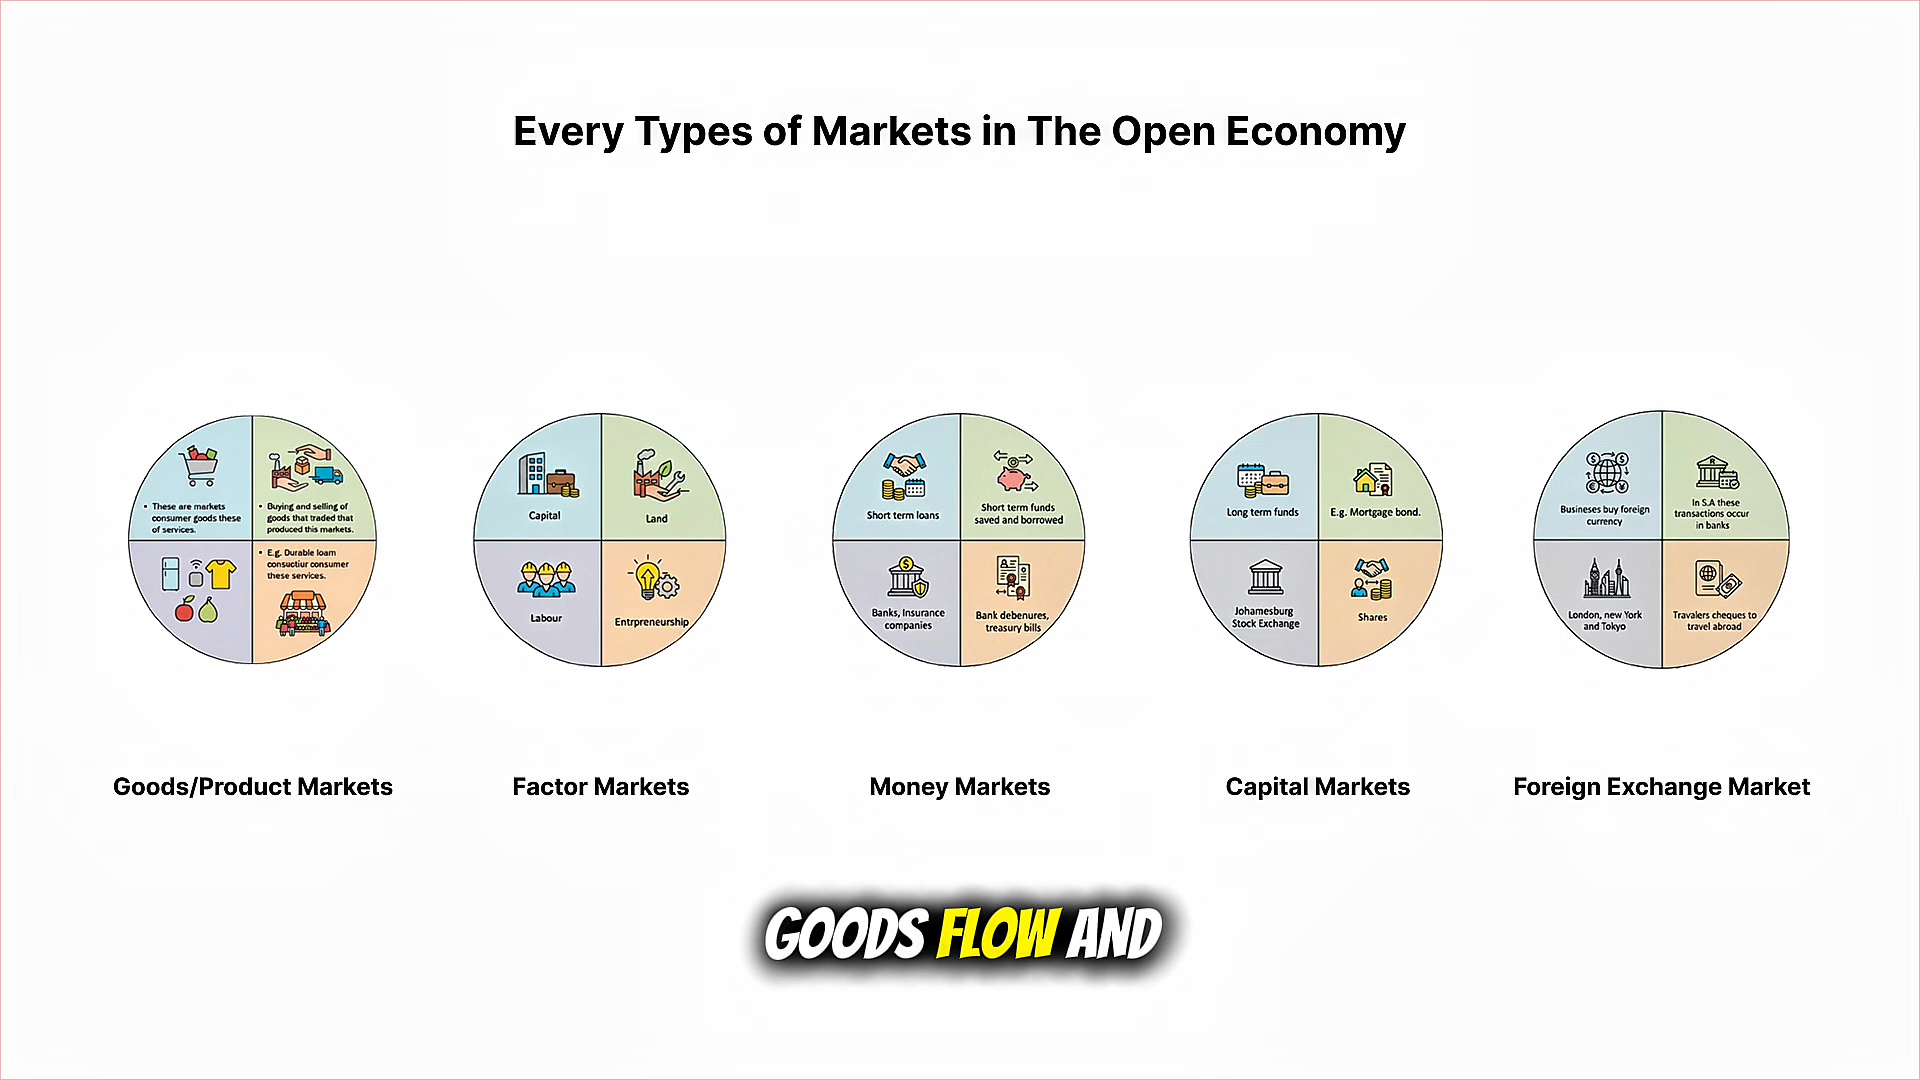 Every Types of Markets in The Open Economy
• These are markets
consumer goods these
of services.
• Buying and selling of
goods that traded that
produced this markets.
• E.g. Durable loam
consuctiur consumer
these services.
Capital
Land
Labour
Entrpreneurship
Short term loans
Short term funds
saved and borrowed
Banks, Insurance
companies
Bank debenures,
treasury bills
Long term funds
E.g. Mortgage bond.
Johamesburg
Stock Exchange
Shares
Busineses buy foreign
currency
In S.A these
transactions occur
in banks
London, new York
and Tokyo
Travalers cheques to
travel abroad
Goods/Product Markets
Factor Markets
Money Markets
Capital Markets
Foreign Exchange Market
GOODS FLOW AND